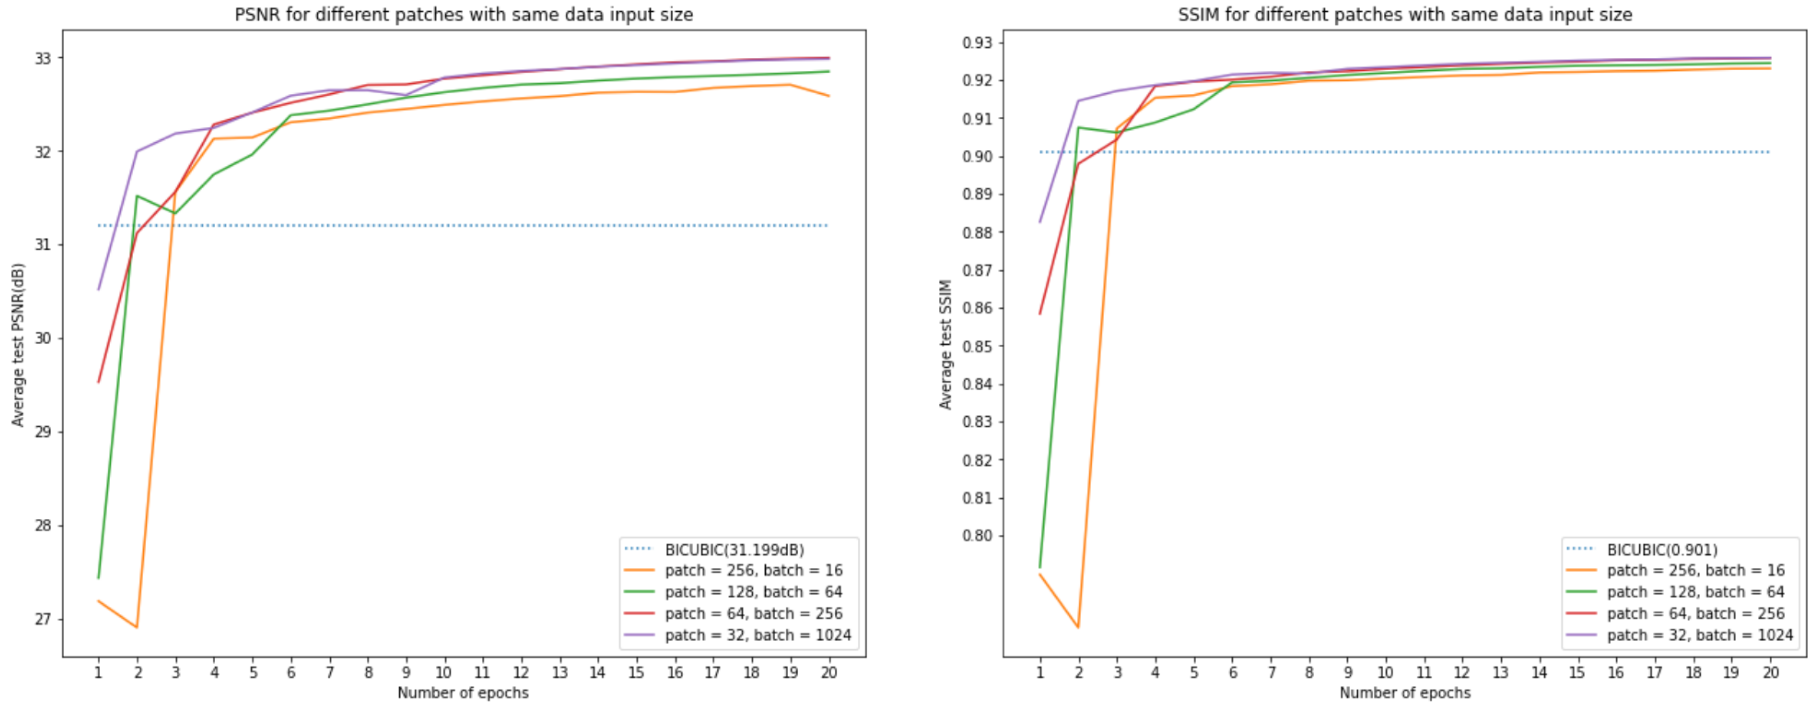 PSNR for different patches with same data input size
33
32
31
30
29
28
27
Average test PSNR(dB)
BICUBIC(31.199dB)
patch = 256, batch = 16
patch = 128, batch = 64
patch = 64, batch = 256
patch = 32, batch = 1024
1 2 3 4 5 6 7 8 9 10 11 12 13 14 15 16 17 18 19 20
Number of epochs
SSIM for different patches with same data input size
0.93
0.92
0.91
0.90
0.89
0.88
0.87
0.86
0.85
0.84
0.83
0.82
0.81
0.80
Average test SSIM
BICUBIC(0.901)
patch = 256, batch = 16
patch = 128, batch = 64
patch = 64, batch = 256
patch = 32, batch = 1024
1 2 3 4 5 6 7 8 9 10 11 12 13 14 15 16 17 18 19 20
Number of epochs